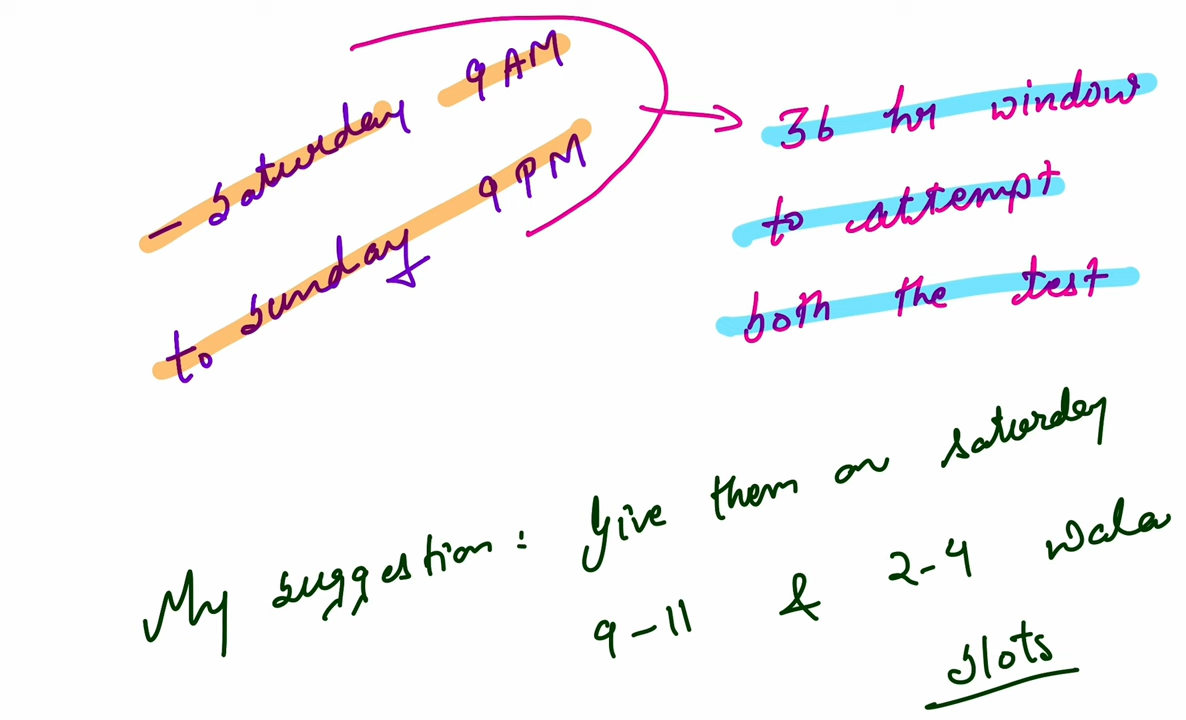 - Saturday 9 AM
to Sunday 9 PM
36 hr window
to attempt
both the test
My suggestion : Give them on Saturday
9-11 & 2-4 wala
slots